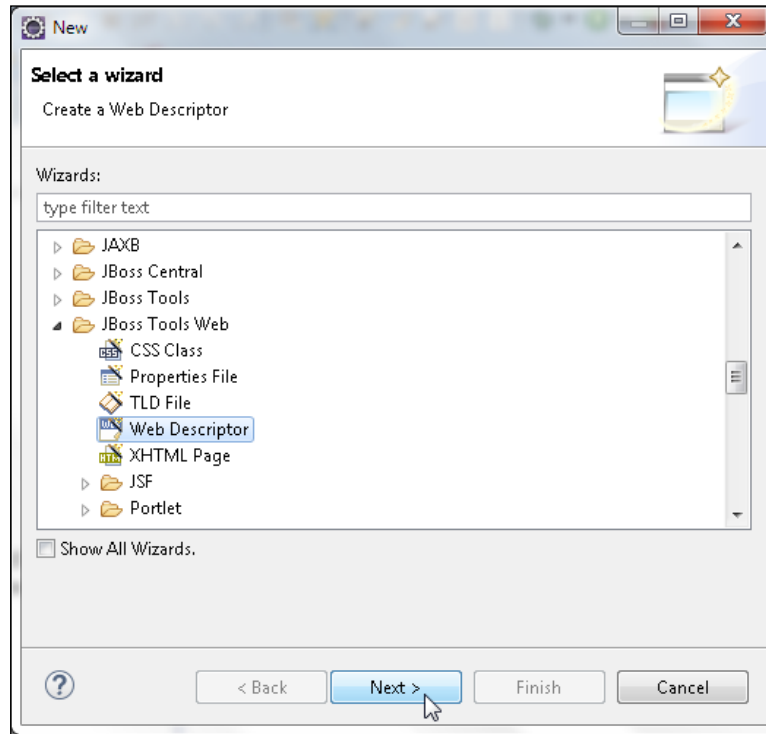 New
Select a wizard
Create a Web Descriptor
Wizards:
type filter text
JAXB
JBoss Central
JBoss Tools
JBoss Tools Web
CSS Class
Properties File
TLD File
Web Descriptor
XHTML Page
JSF
Portlet
Show All Wizards.
? < Back Next > Finish Cancel